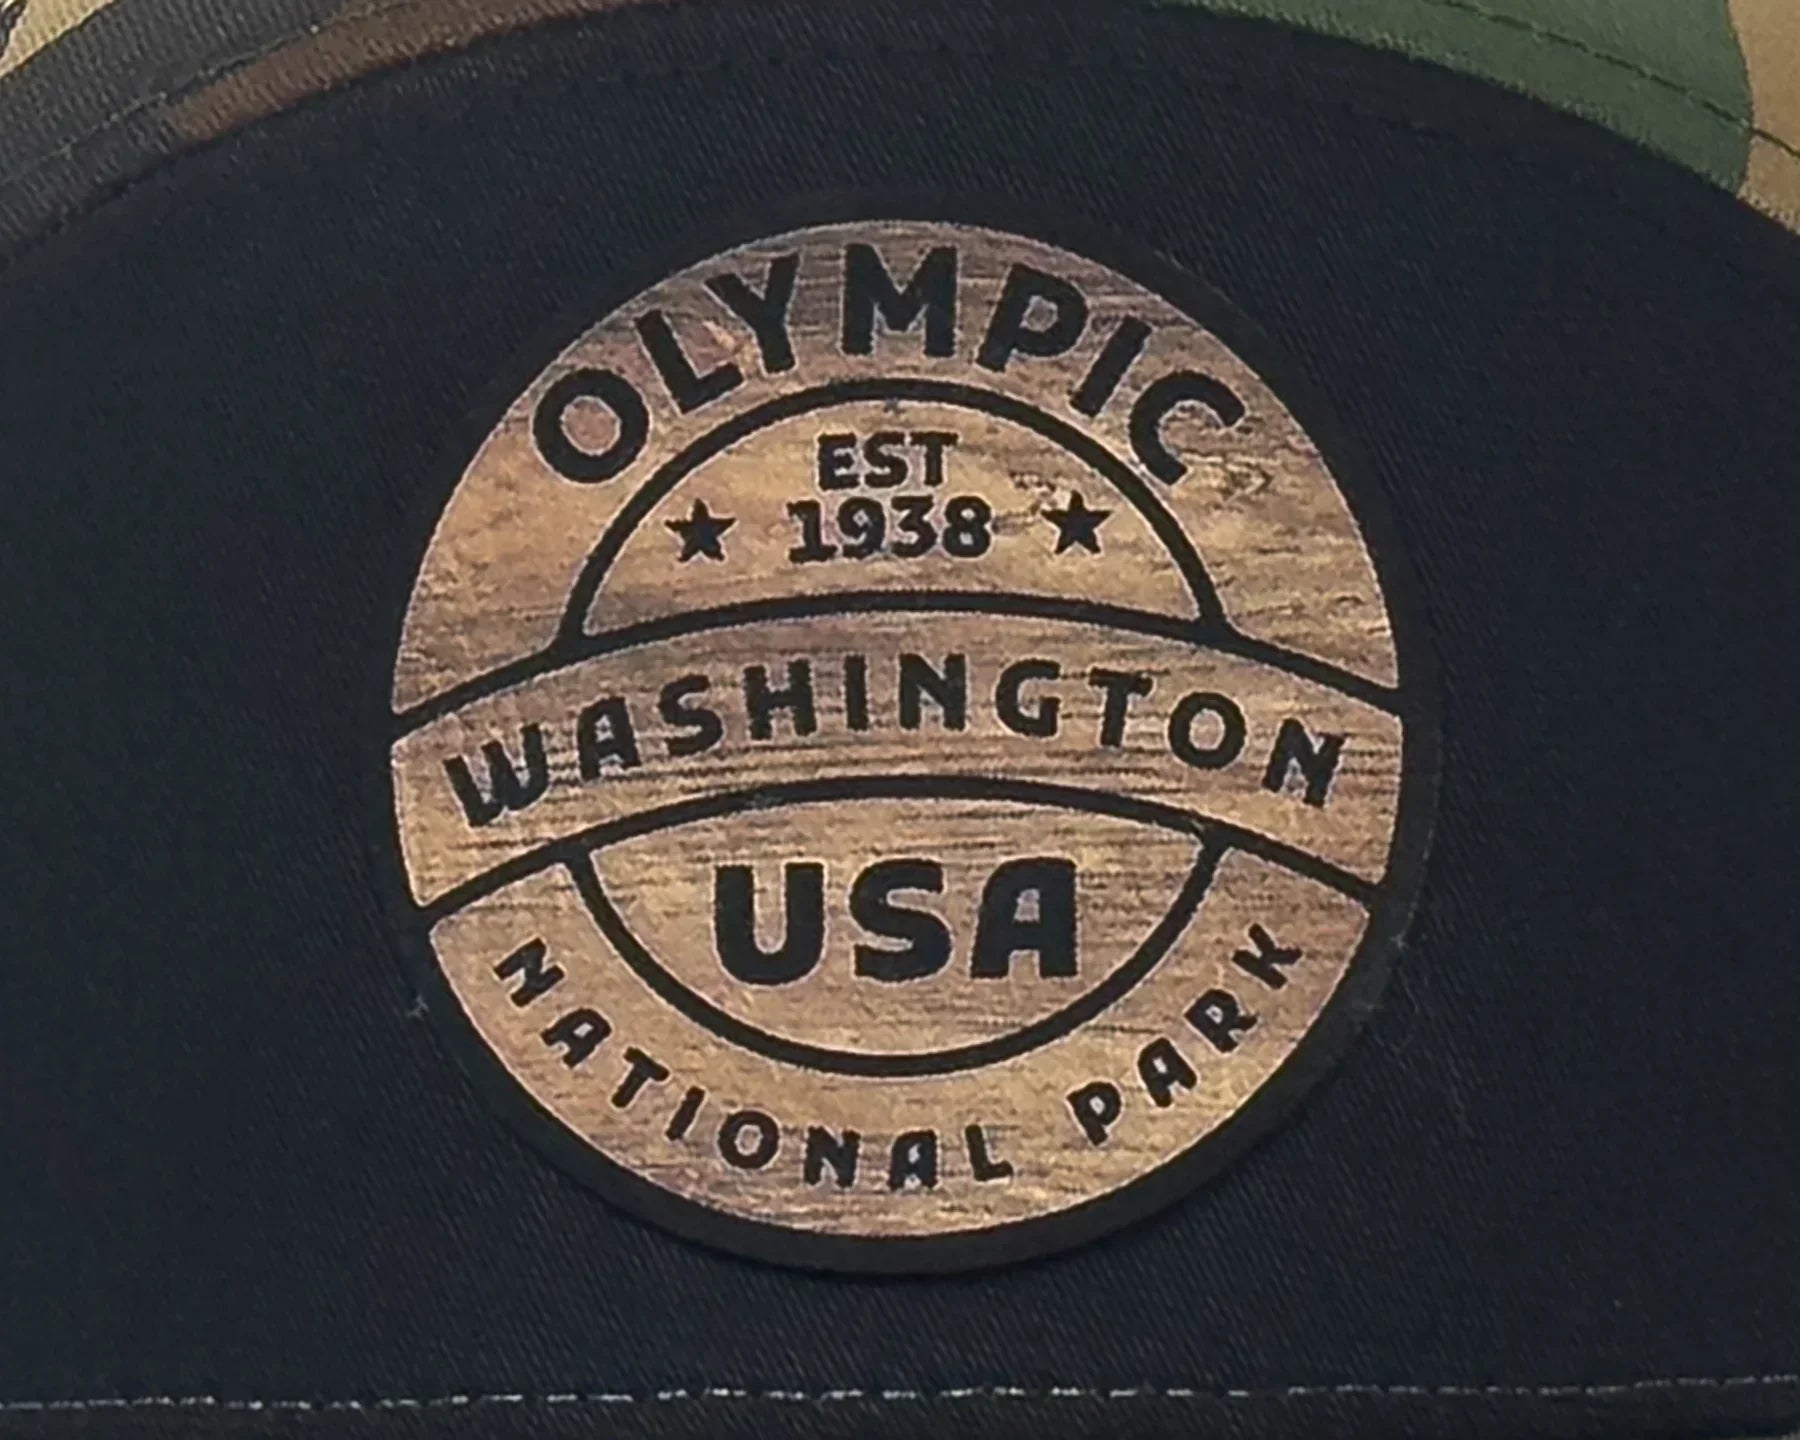 OLYMPIC
EST
1938
WASHINGTON
USA
NATIONAL PARK